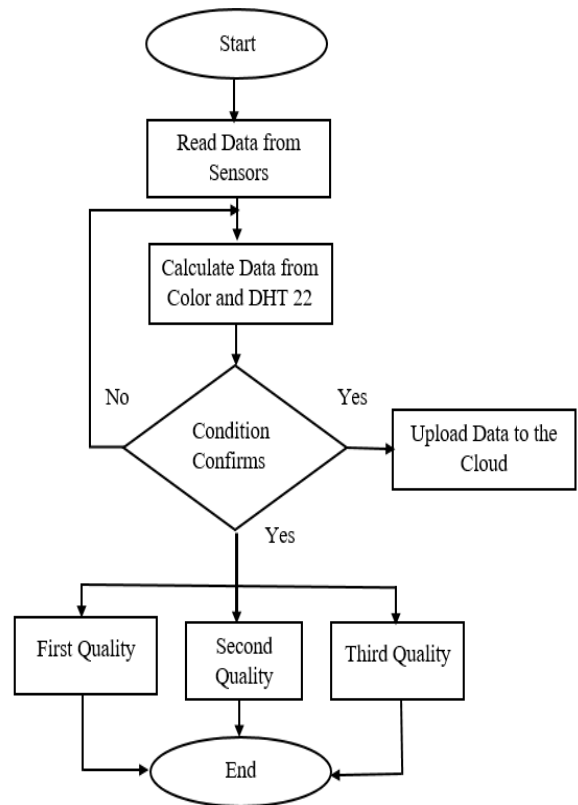 Start
Read Data from
Sensors
Calculate Data from
Color and DHT 22
No
Yes
Condition
Confirms
Upload Data to the
Cloud
Yes
First Quality
Second
Quality
Third Quality
End